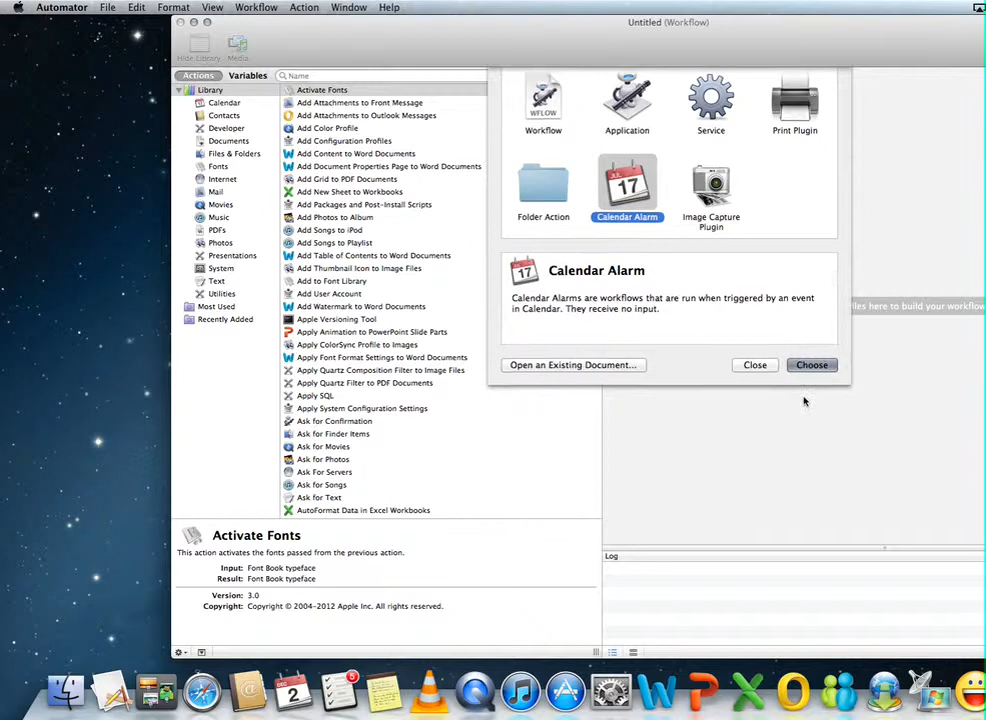 Automator File Edit Format View Workflow Action Window Help
Untitled (Workflow)
Hide Library Media
Actions Variables Name
Library
Calendar
Contacts
Developer
Documents
Files & Folders
Fonts
Internet
Mail
Movies
Music
PDFs
Photos
Presentations
System
Text
Utilities
Most Used
Recently Added
Activate Fonts
Add Attachments to Front Message
Add Attachments to Outlook Messages
Add Color Profile
Add Configuration Profiles
Add Content to Word Documents
Add Document Properties Page to Word Documents
Add Grid to PDF Documents
Add New Sheet to Workbooks
Add Packages and Post-Install Scripts
Add Photos to Album
Add Songs to iPod
Add Songs to Playlist
Add Table of Contents to Word Documents
Add Thumbnail Icon to Image Files
Add to Font Library
Add User Account
Add Watermark to Word Documents
Apple Versioning Tool
Apply Animation to PowerPoint Slide Parts
Apply ColorSync Profile to Images
Apply Font Format Settings to Word Documents
Apply Quartz Composition Filter to Image Files
Apply Quartz Filter to PDF Documents
Apply SQL
Apply System Configuration Settings
Ask for Confirmation
Ask for Finder Items
Ask for Movies
Ask for Photos
Ask For Servers
Ask for Songs
Ask for Text
AutoFormat Data in Excel Workbooks
WFLOW
Workflow Application Service Print Plugin
JUL
17
Folder Action Calendar Alarm Image Capture
Plugin
JUL
17
Calendar Alarm
Calendar Alarms are workflows that are run when triggered by an event
in Calendar. They receive no input.
Open an Existing Document... Close Choose
files here to build your workflow
Activate Fonts
This action activates the fonts passed from the previous action.
Input: Font Book typeface
Result: Font Book typeface
Version: 3.0
Copyright: Copyright © 2004-2012 Apple Inc. All rights reserved.
Log
DEC
2
5